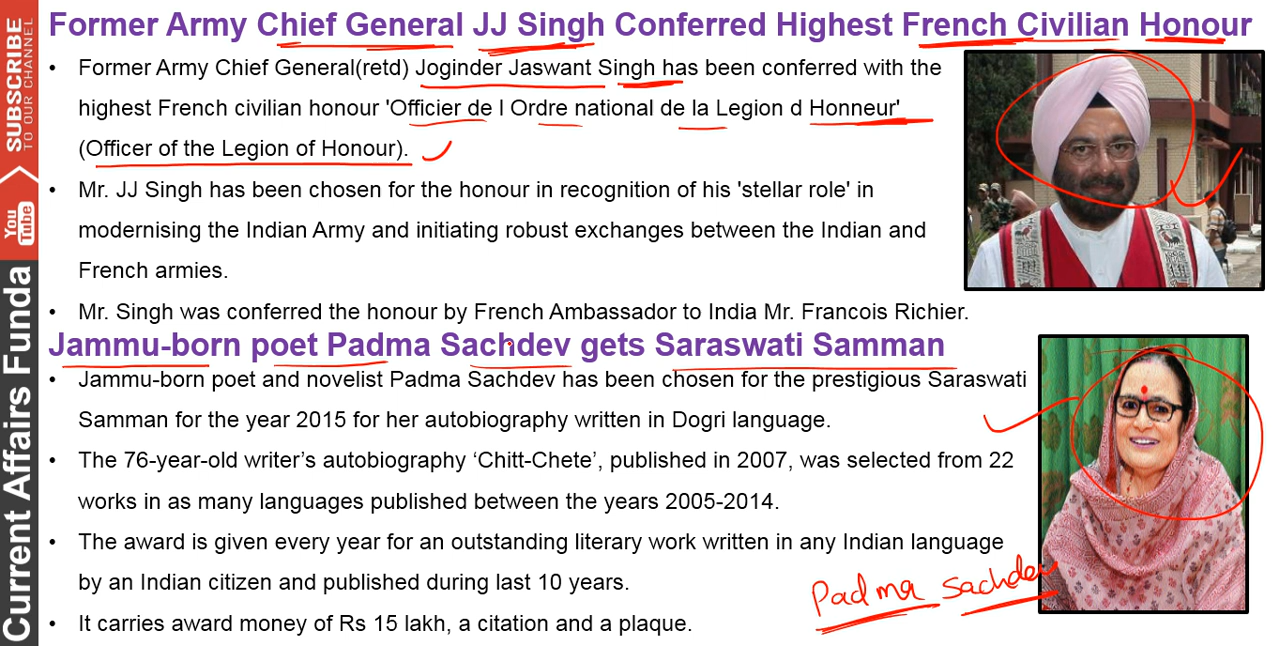 Former Army Chief General JJ Singh Conferred Highest French Civilian Honour
• Former Army Chief General(retd) Joginder Jaswant Singh has been conferred with the
highest French civilian honour 'Officier de l Ordre national de la Legion d Honneur'
(Officer of the Legion of Honour).
• Mr. JJ Singh has been chosen for the honour in recognition of his 'stellar role' in
modernising the Indian Army and initiating robust exchanges between the Indian and
French armies.
• Mr. Singh was conferred the honour by French Ambassador to India Mr. Francois Richier.
Jammu-born poet Padma Sachdev gets Saraswati Samman
• Jammu-born poet and novelist Padma Sachdev has been chosen for the prestigious Saraswati
Samman for the year 2015 for her autobiography written in Dogri language.
• The 76-year-old writer’s autobiography ‘Chitt-Chete’, published in 2007, was selected from 22
works in as many languages published between the years 2005-2014.
• The award is given every year for an outstanding literary work written in any Indian language
by an Indian citizen and published during last 10 years.
• It carries award money of Rs 15 lakh, a citation and a plaque.
Padma Sachdev
SUBSCRIBE
TO OUR CHANNEL
You Tube
Current Affairs Funda